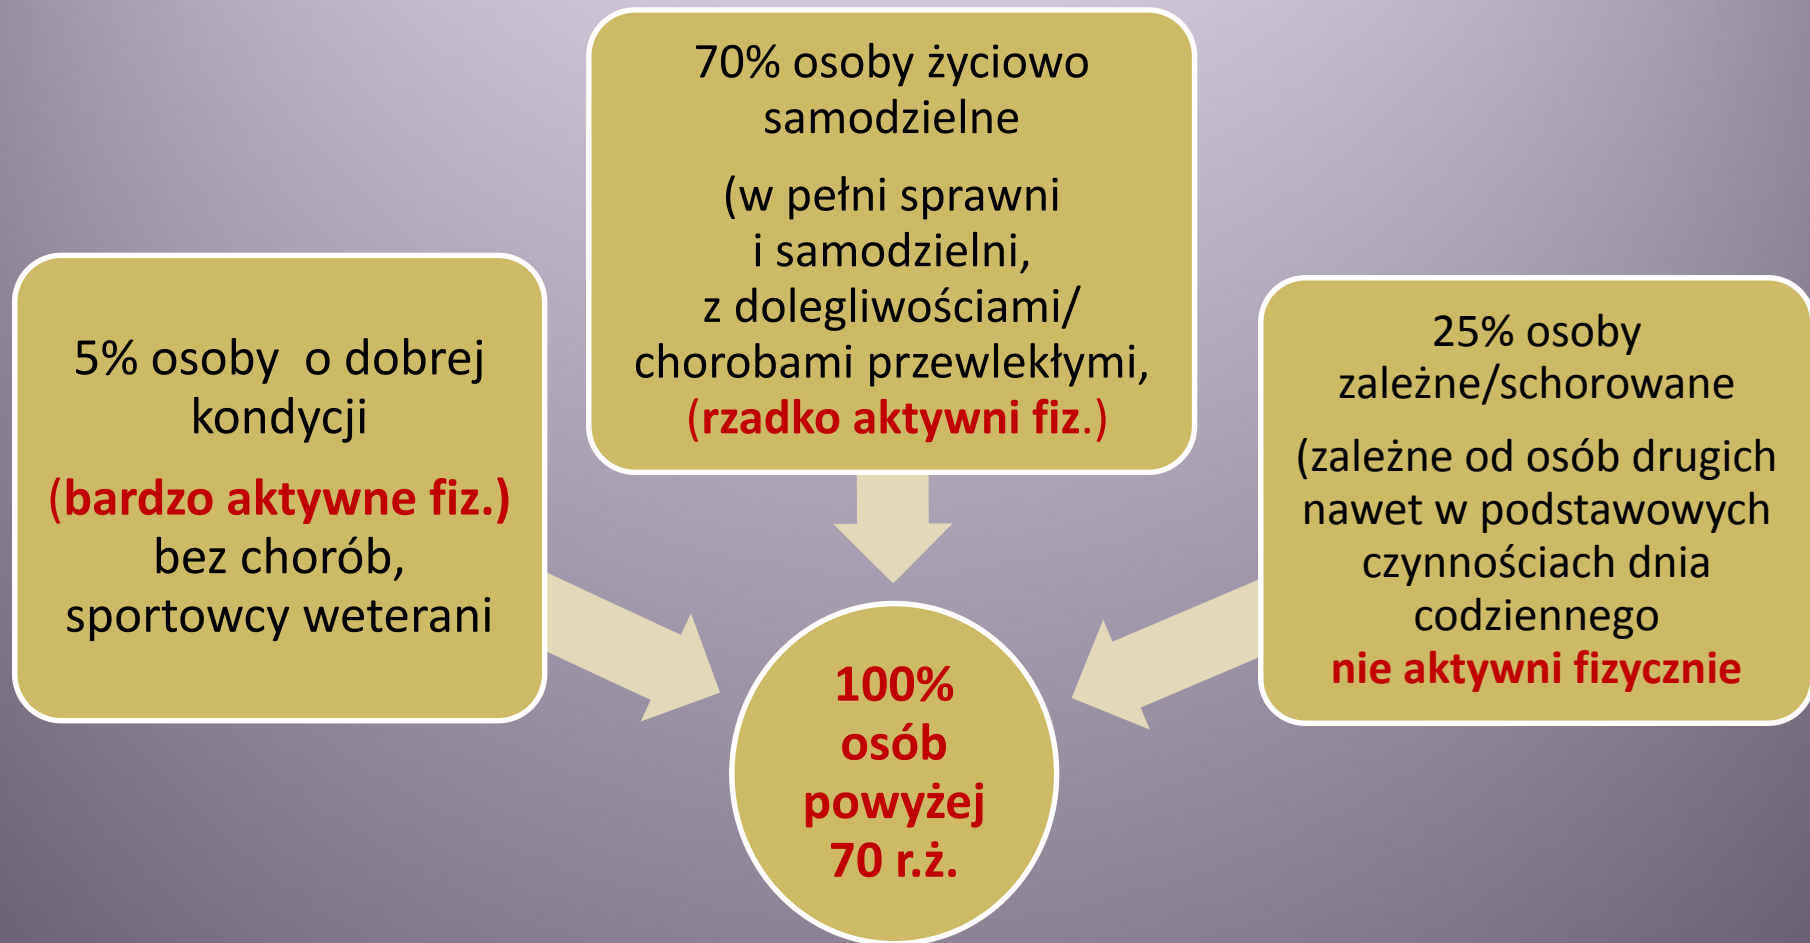 70% osoby życiowo
samodzielne
(w pełni sprawni
i samodzielni,
z dolegliwościami/
chorobami przewlekłymi,
(rzadko aktywni fiz.)
5% osoby o dobrej
kondycji
(bardzo aktywne fiz.)
bez chorób,
sportowcy weterani
25% osoby
zależne/schorowane
(zależne od osób drugich
nawet w podstawowych
czynnościach dnia
codziennego
nie aktywni fizycznie
100%
osób
powyżej
70 r.ż.